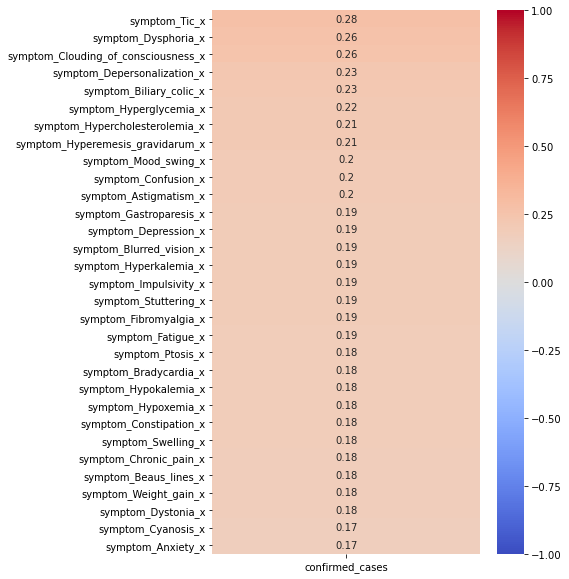 symptom_Tic_x 0.28
symptom_Dysphoria_x 0.26
symptom_Clouding_of_consciousness_x 0.26
symptom_Depersonalization_x 0.23
symptom_Biliary_colic_x 0.23
symptom_Hyperglycemia_x 0.22
symptom_Hypercholesterolemia_x 0.21
symptom_Hyperemesis_gravidarum_x 0.21
symptom_Mood_swing_x 0.2
symptom_Confusion_x 0.2
symptom_Astigmatism_x 0.2
symptom_Gastroparesis_x 0.19
symptom_Depression_x 0.19
symptom_Blurred_vision_x 0.19
symptom_Hyperkalemia_x 0.19
symptom_Impulsivity_x 0.19
symptom_Stuttering_x 0.19
symptom_Fibromyalgia_x 0.19
symptom_Fatigue_x 0.19
symptom_Ptosis_x 0.18
symptom_Bradycardia_x 0.18
symptom_Hypokalemia_x 0.18
symptom_Hypoxemia_x 0.18
symptom_Constipation_x 0.18
symptom_Swelling_x 0.18
symptom_Chronic_pain_x 0.18
symptom_Beaus_lines_x 0.18
symptom_Weight_gain_x 0.18
symptom_Dystonia_x 0.18
symptom_Cyanosis_x 0.17
symptom_Anxiety_x 0.17
confirmed_cases
1.00
0.75
0.50
0.25
0.00
−0.25
−0.50
−0.75
−1.00